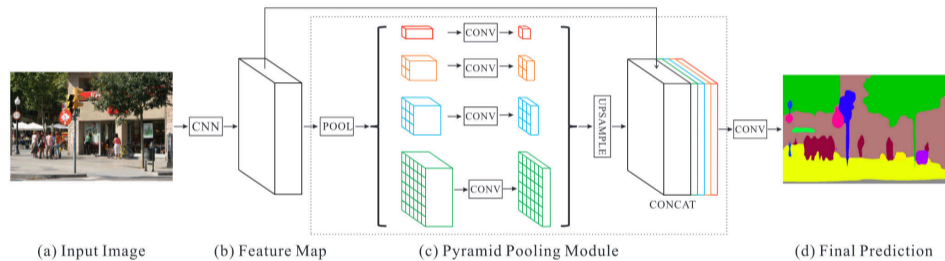 CNN
POOL
CONV
CONV
CONV
CONV
UPSAMPLE
CONCAT
CONV
(a) Input Image
(b) Feature Map
(c) Pyramid Pooling Module
(d) Final Prediction